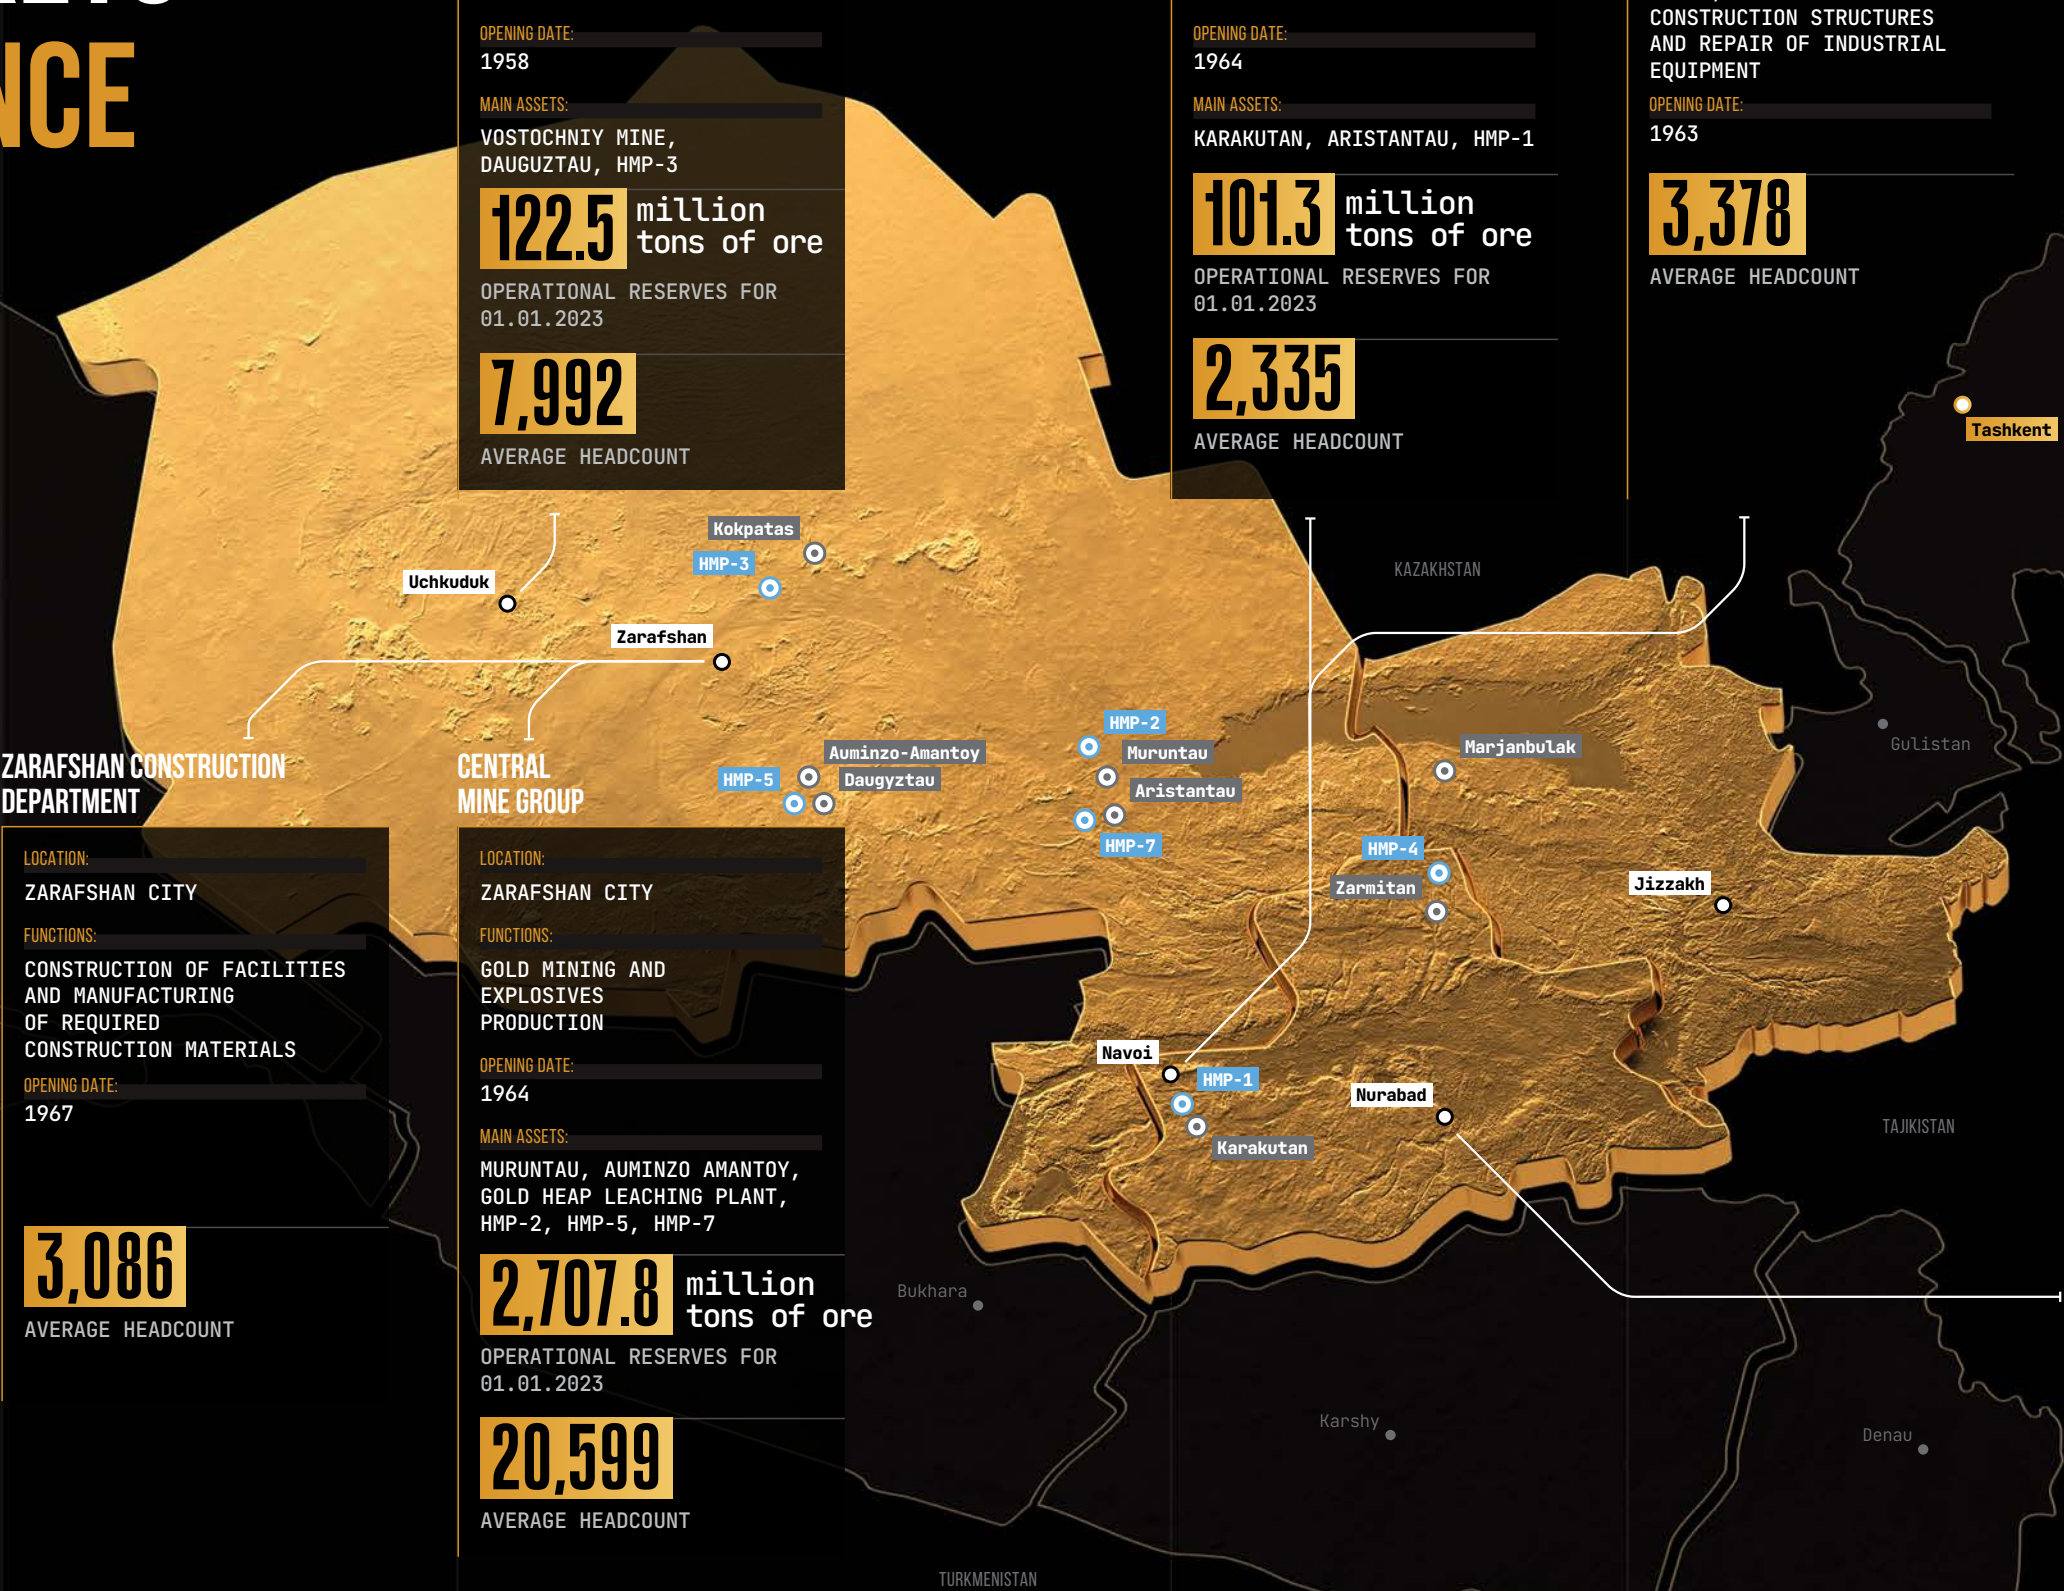 NCE
OPENING DATE:
1958
MAIN ASSETS:
VOSTOCHNIY MINE,
DAUGUZTAU, HMP-3
122.5 million
tons of ore
OPERATIONAL RESERVES FOR
01.01.2023
7,992
AVERAGE HEADCOUNT
OPENING DATE:
1964
MAIN ASSETS:
KARAKUTAN, ARISTANTAU, HMP-1
101.3 million
tons of ore
OPERATIONAL RESERVES FOR
01.01.2023
2,335
AVERAGE HEADCOUNT
CONSTRUCTION STRUCTURES
AND REPAIR OF INDUSTRIAL
EQUIPMENT
OPENING DATE:
1963
3,378
AVERAGE HEADCOUNT
Tashkent
Kokpatas
HMP-3
Uchkuduk
Zarafshan
KAZAKHSTAN
HMP-2
Muruntau
Auminzo-Amantoy
HMP-5
Daugyztau
Aristantau
HMP-7
Marjanbulak
Gulistan
HMP-4
Zarmitan
Jizzakh
Navoi
HMP-1
Nurabad
Karakutan
TAJIKISTAN
Bukhara
Karshy
Denau
TURKMENISTAN
ZARAFSHAN CONSTRUCTION
DEPARTMENT
LOCATION:
ZARAFSHAN CITY
FUNCTIONS:
CONSTRUCTION OF FACILITIES
AND MANUFACTURING
OF REQUIRED
CONSTRUCTION MATERIALS
OPENING DATE:
1967
3,086
AVERAGE HEADCOUNT
CENTRAL
MINE GROUP
LOCATION:
ZARAFSHAN CITY
FUNCTIONS:
GOLD MINING AND
EXPLOSIVES
PRODUCTION
OPENING DATE:
1964
MAIN ASSETS:
MURUNTAU, AUMINZO AMANTOY,
GOLD HEAP LEACHING PLANT,
HMP-2, HMP-5, HMP-7
2,707.8 million
tons of ore
OPERATIONAL RESERVES FOR
01.01.2023
20,599
AVERAGE HEADCOUNT